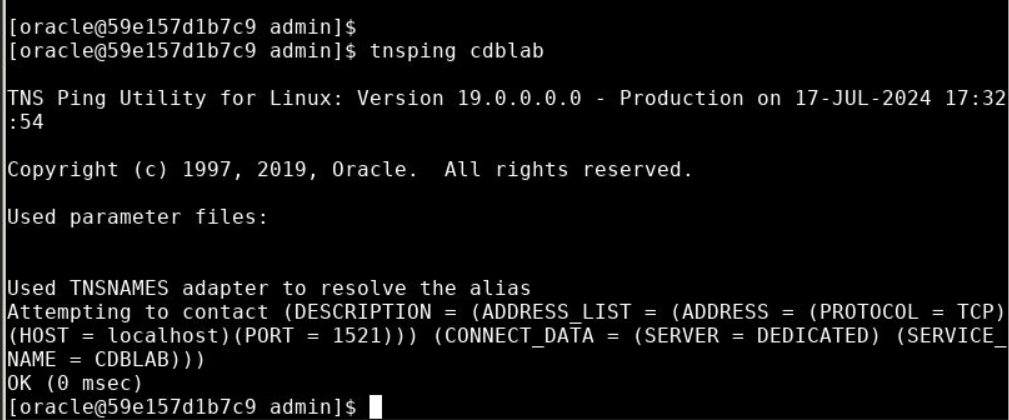 [oracle@59e157d1b7c9 admin]$
[oracle@59e157d1b7c9 admin]$ tnsping cdblab
TNS Ping Utility for Linux: Version 19.0.0.0.0 - Production on 17-JUL-2024 17:32
:54
Copyright (c) 1997, 2019, Oracle.  All rights reserved.
Used parameter files:
Used TNSNAMES adapter to resolve the alias
Attempting to contact (DESCRIPTION = (ADDRESS_LIST = (ADDRESS = (PROTOCOL = TCP)
(HOST = localhost)(PORT = 1521))) (CONNECT_DATA = (SERVER = DEDICATED) (SERVICE_
NAME = CDBLAB)))
OK (0 msec)
[oracle@59e157d1b7c9 admin]$